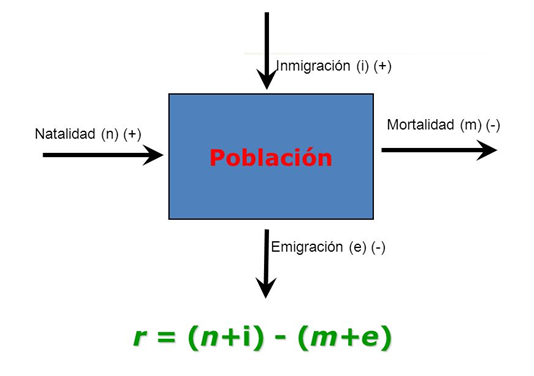 Inmigración (i) (+)
Natalidad (n) (+)
Mortalidad (m) (-)
Población
Emigración (e) (-)
r = (n+i) - (m+e)